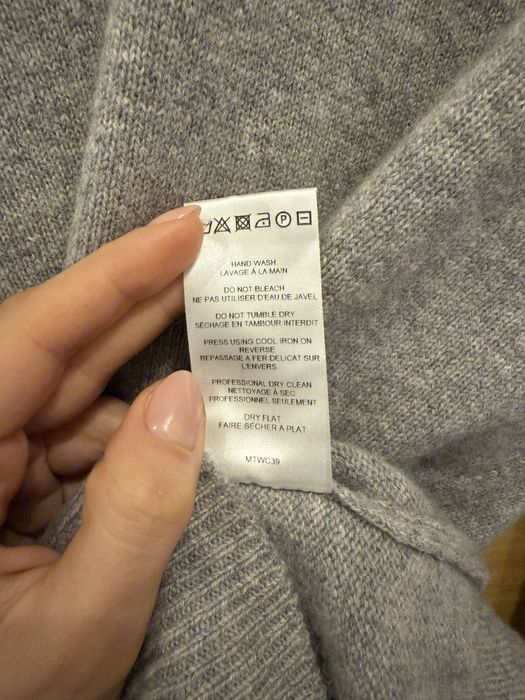 HAND WASH
LAVAGE À LA MAIN
DO NOT BLEACH
NE PAS UTILISER D'EAU DE JAVEL
DO NOT TUMBLE DRY
SÉCHAGE EN TAMBOUR INTERDIT
PRESS USING COOL IRON ON
REVERSE
REPASSAGE A FER DELICAT SUR
L'ENVERS
PROFESSIONAL DRY CLEAN
NETTOYAGE À SEC
PROFESSIONNEL SEULEMENT
DRY FLAT
FAIRE SÉCHER À PLAT
MTWC39